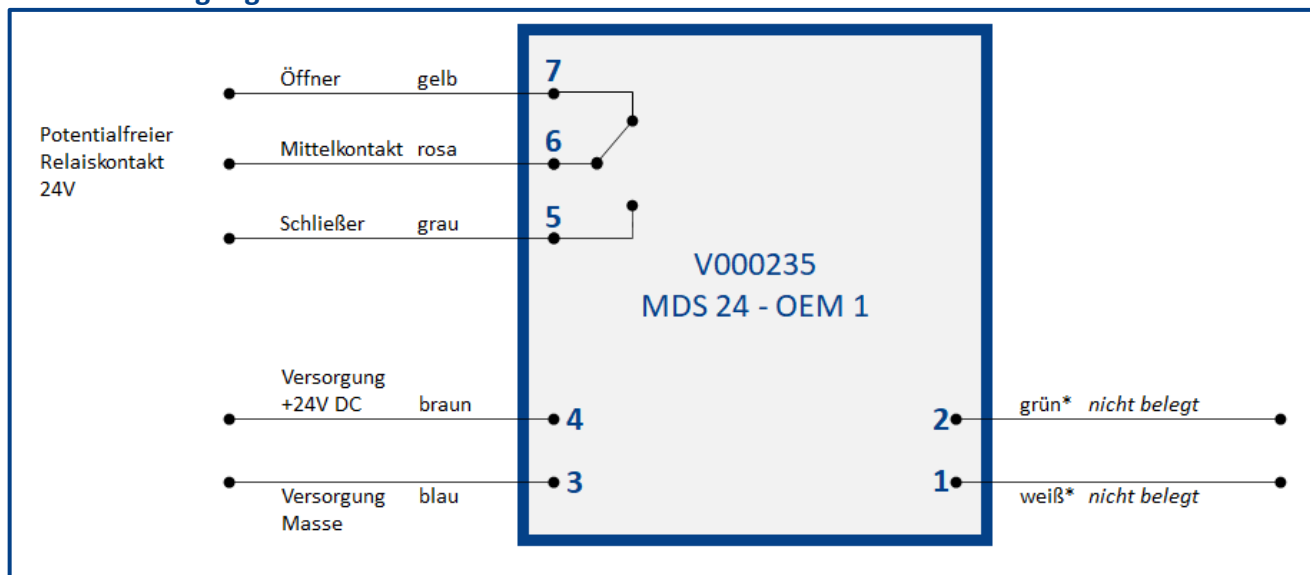 Öffner gelb 7
Potentialfreier
Relaiskontakt
24V
Mittelkontakt rosa 6
Schließer grau 5
V000235
MDS 24 - OEM 1
Versorgung
+24V DC braun 4
2 grün* nicht belegt
3
Versorgung blau
Masse
1
weiß* nicht belegt